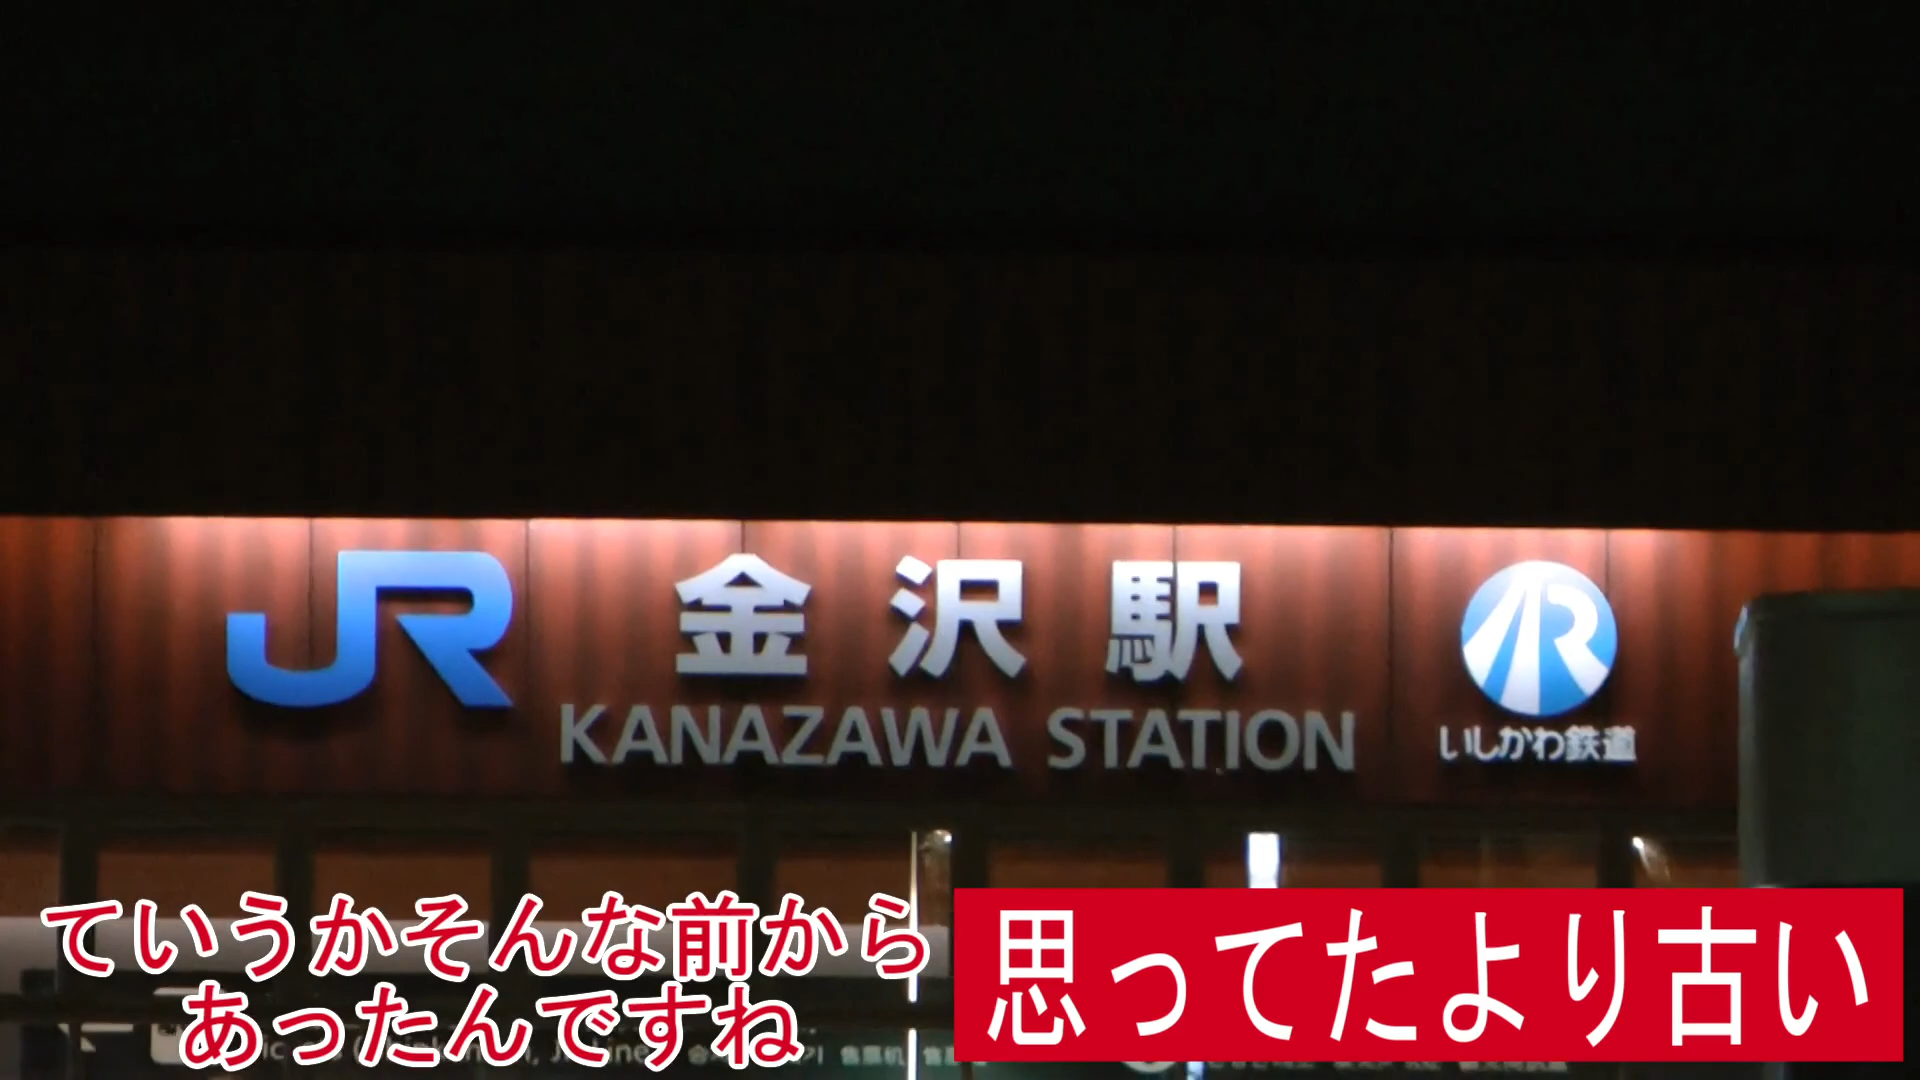 JR 金沢駅
KANAZAWA STATION
IR
いしかわ鉄道
ていうかそんな前から
あったんですね
思ってたより古い